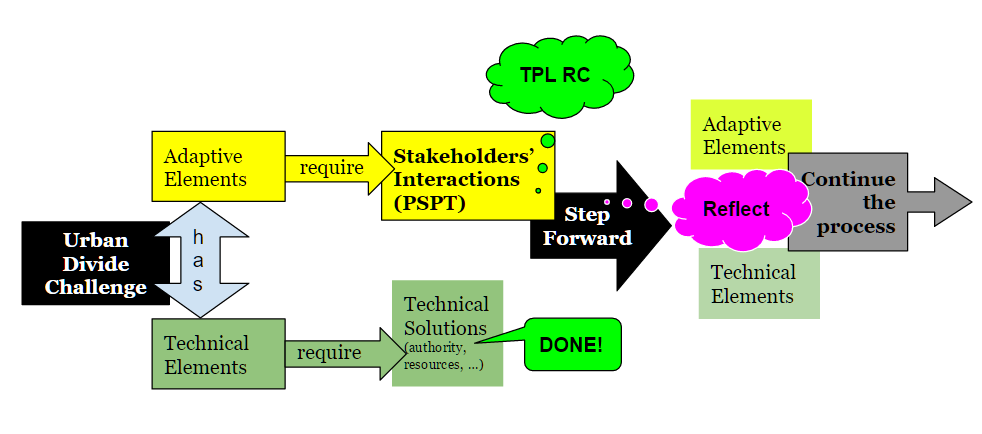 TPL RC
Adaptive
Elements
require
Stakeholders’
Interactions
(PSPT)
Urban
Divide
Challenge
h
a
s
Step
Forward
Adaptive
Elements
Reflect
Continue
the
process
Technical
Elements
Technical
Elements
require
Technical
Solutions
(authority,
resources, ...)
DONE!